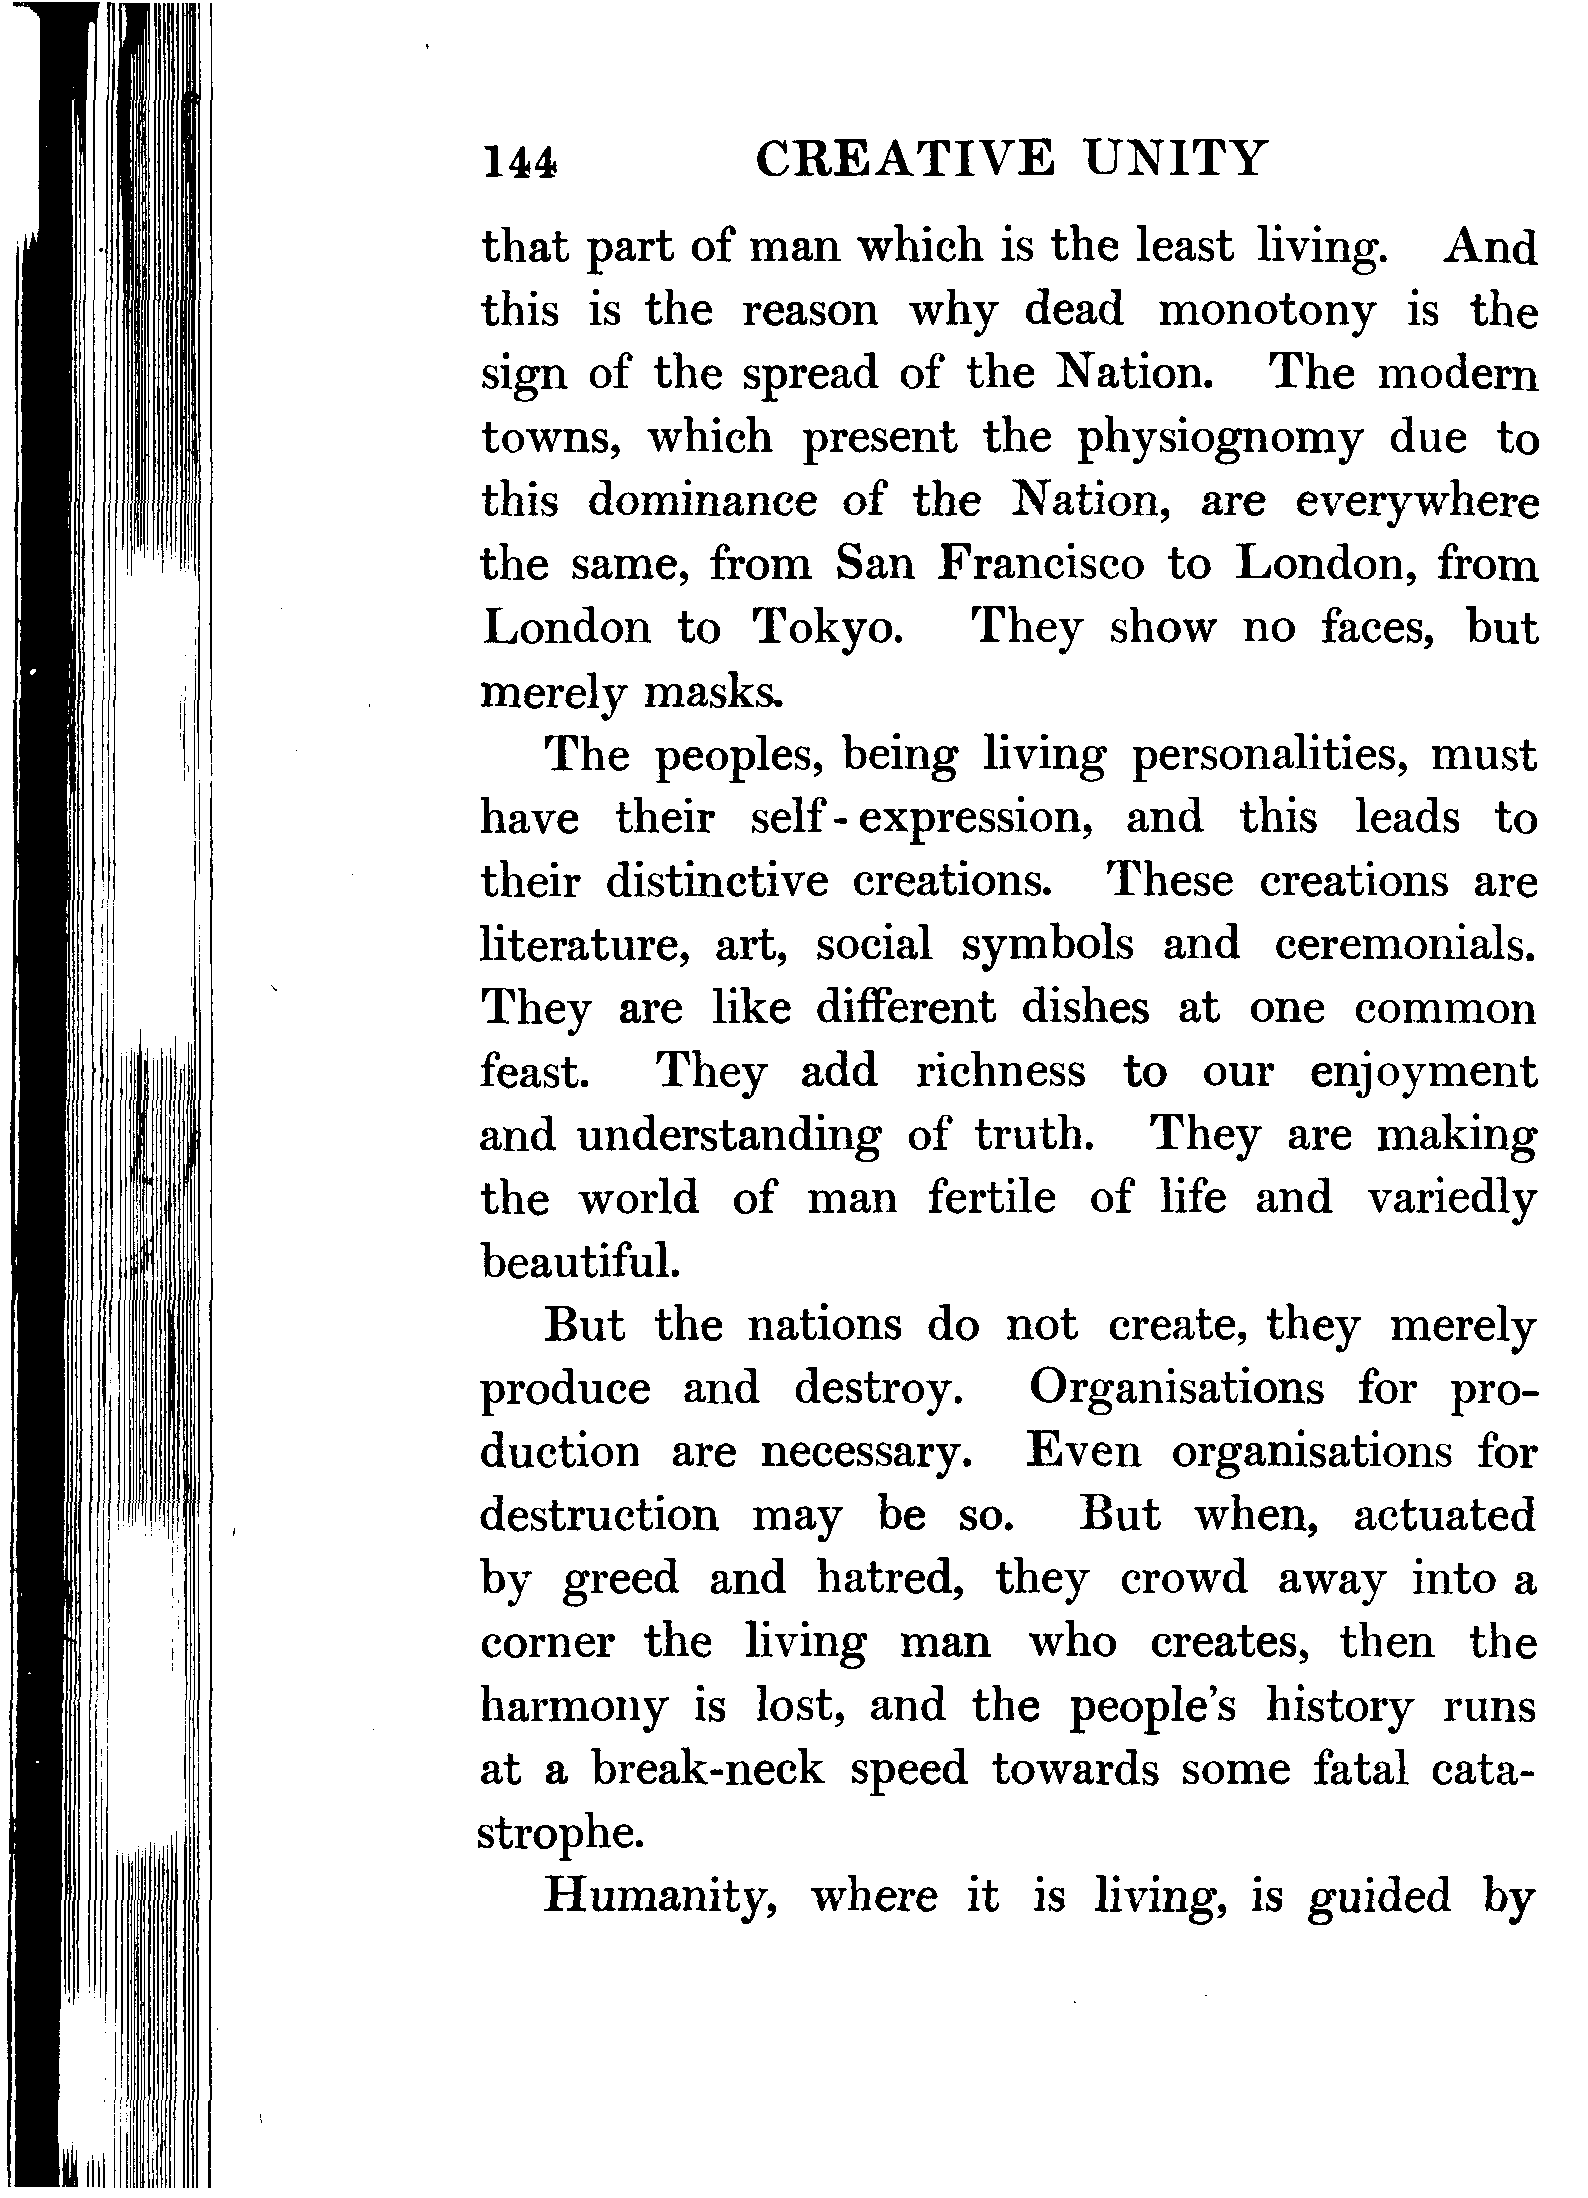 144 CREATIVE UNITY
that part of man which is the least living. And
this is the reason why dead monotony is the
sign of the spread of the Nation. The modern
towns, which present the physiognomy due to
this dominance of the Nation, are everywhere
the same, from San Francisco to London, from
London to Tokyo. They show no faces, but
merely masks.
The peoples, being living personalities, must
have their self-expression, and this leads to
their distinctive creations. These creations are
literature, art, social symbols and ceremonials.
They are like different dishes at one common
feast. They add richness to our enjoyment
and understanding of truth. They are making
the world of man fertile of life and variedly
beautiful.
But the nations do not create, they merely
produce and destroy. Organisations for pro-
duction are necessary. Even organisations for
destruction may be so. But when, actuated
by greed and hatred, they crowd away into a
corner the living man who creates, then the
harmony is lost, and the people's history runs
at a break-neck speed towards some fatal cata-
strophe.
Humanity, where it is living, is guided by